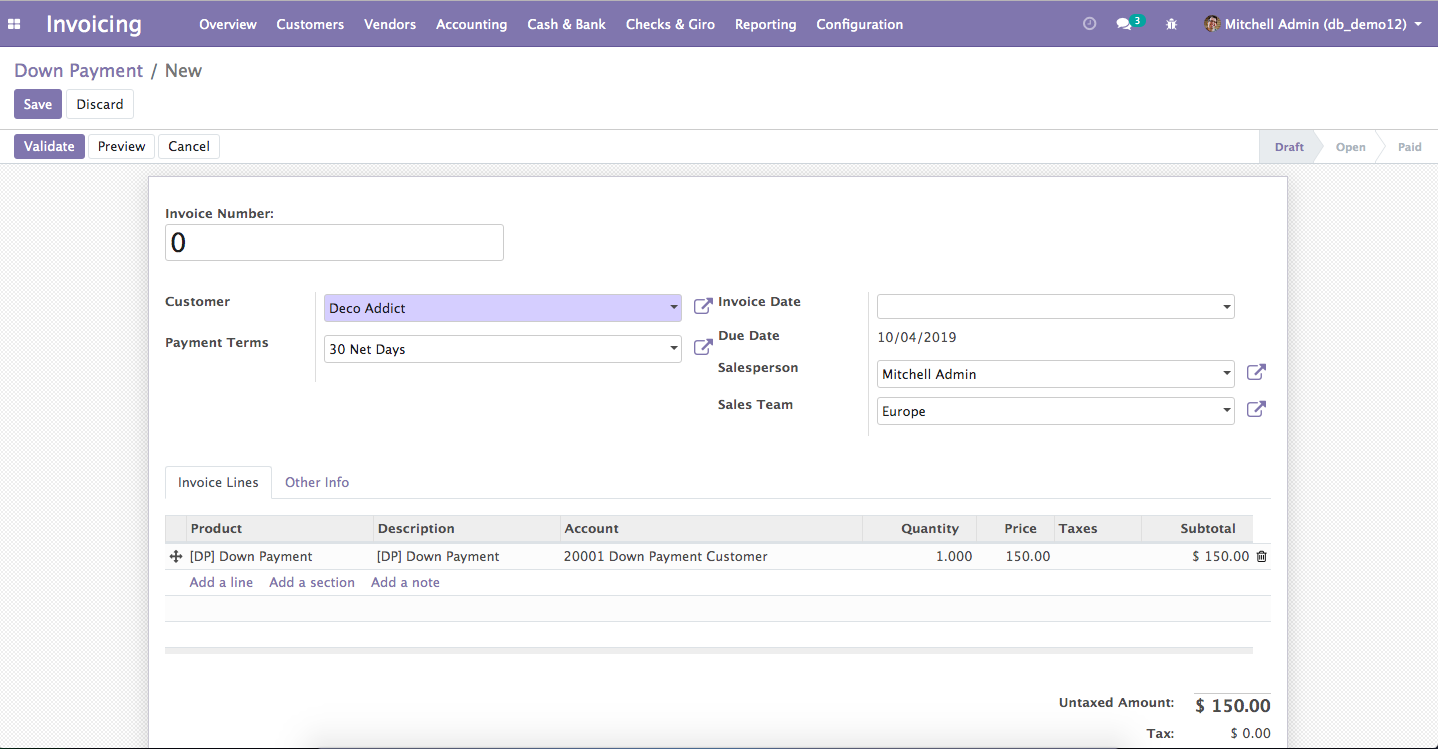 Invoicing Overview Customers Vendors Accounting Cash & Bank Checks & Giro Reporting Configuration 3 Mitchell Admin (db_demo12)
Down Payment / New
Save Discard
Validate Preview Cancel Draft Open Paid
Invoice Number:
0
Customer Deco Addict Invoice Date
Due Date 10/04/2019
Payment Terms 30 Net Days
Salesperson Mitchell Admin
Sales Team Europe
Invoice Lines Other Info
Product Description Account Quantity Price Taxes Subtotal
[DP] Down Payment [DP] Down Payment 20001 Down Payment Customer 1.000 150.00 $ 150.00
Add a line Add a section Add a note
Untaxed Amount: $ 150.00
Tax: $ 0.00